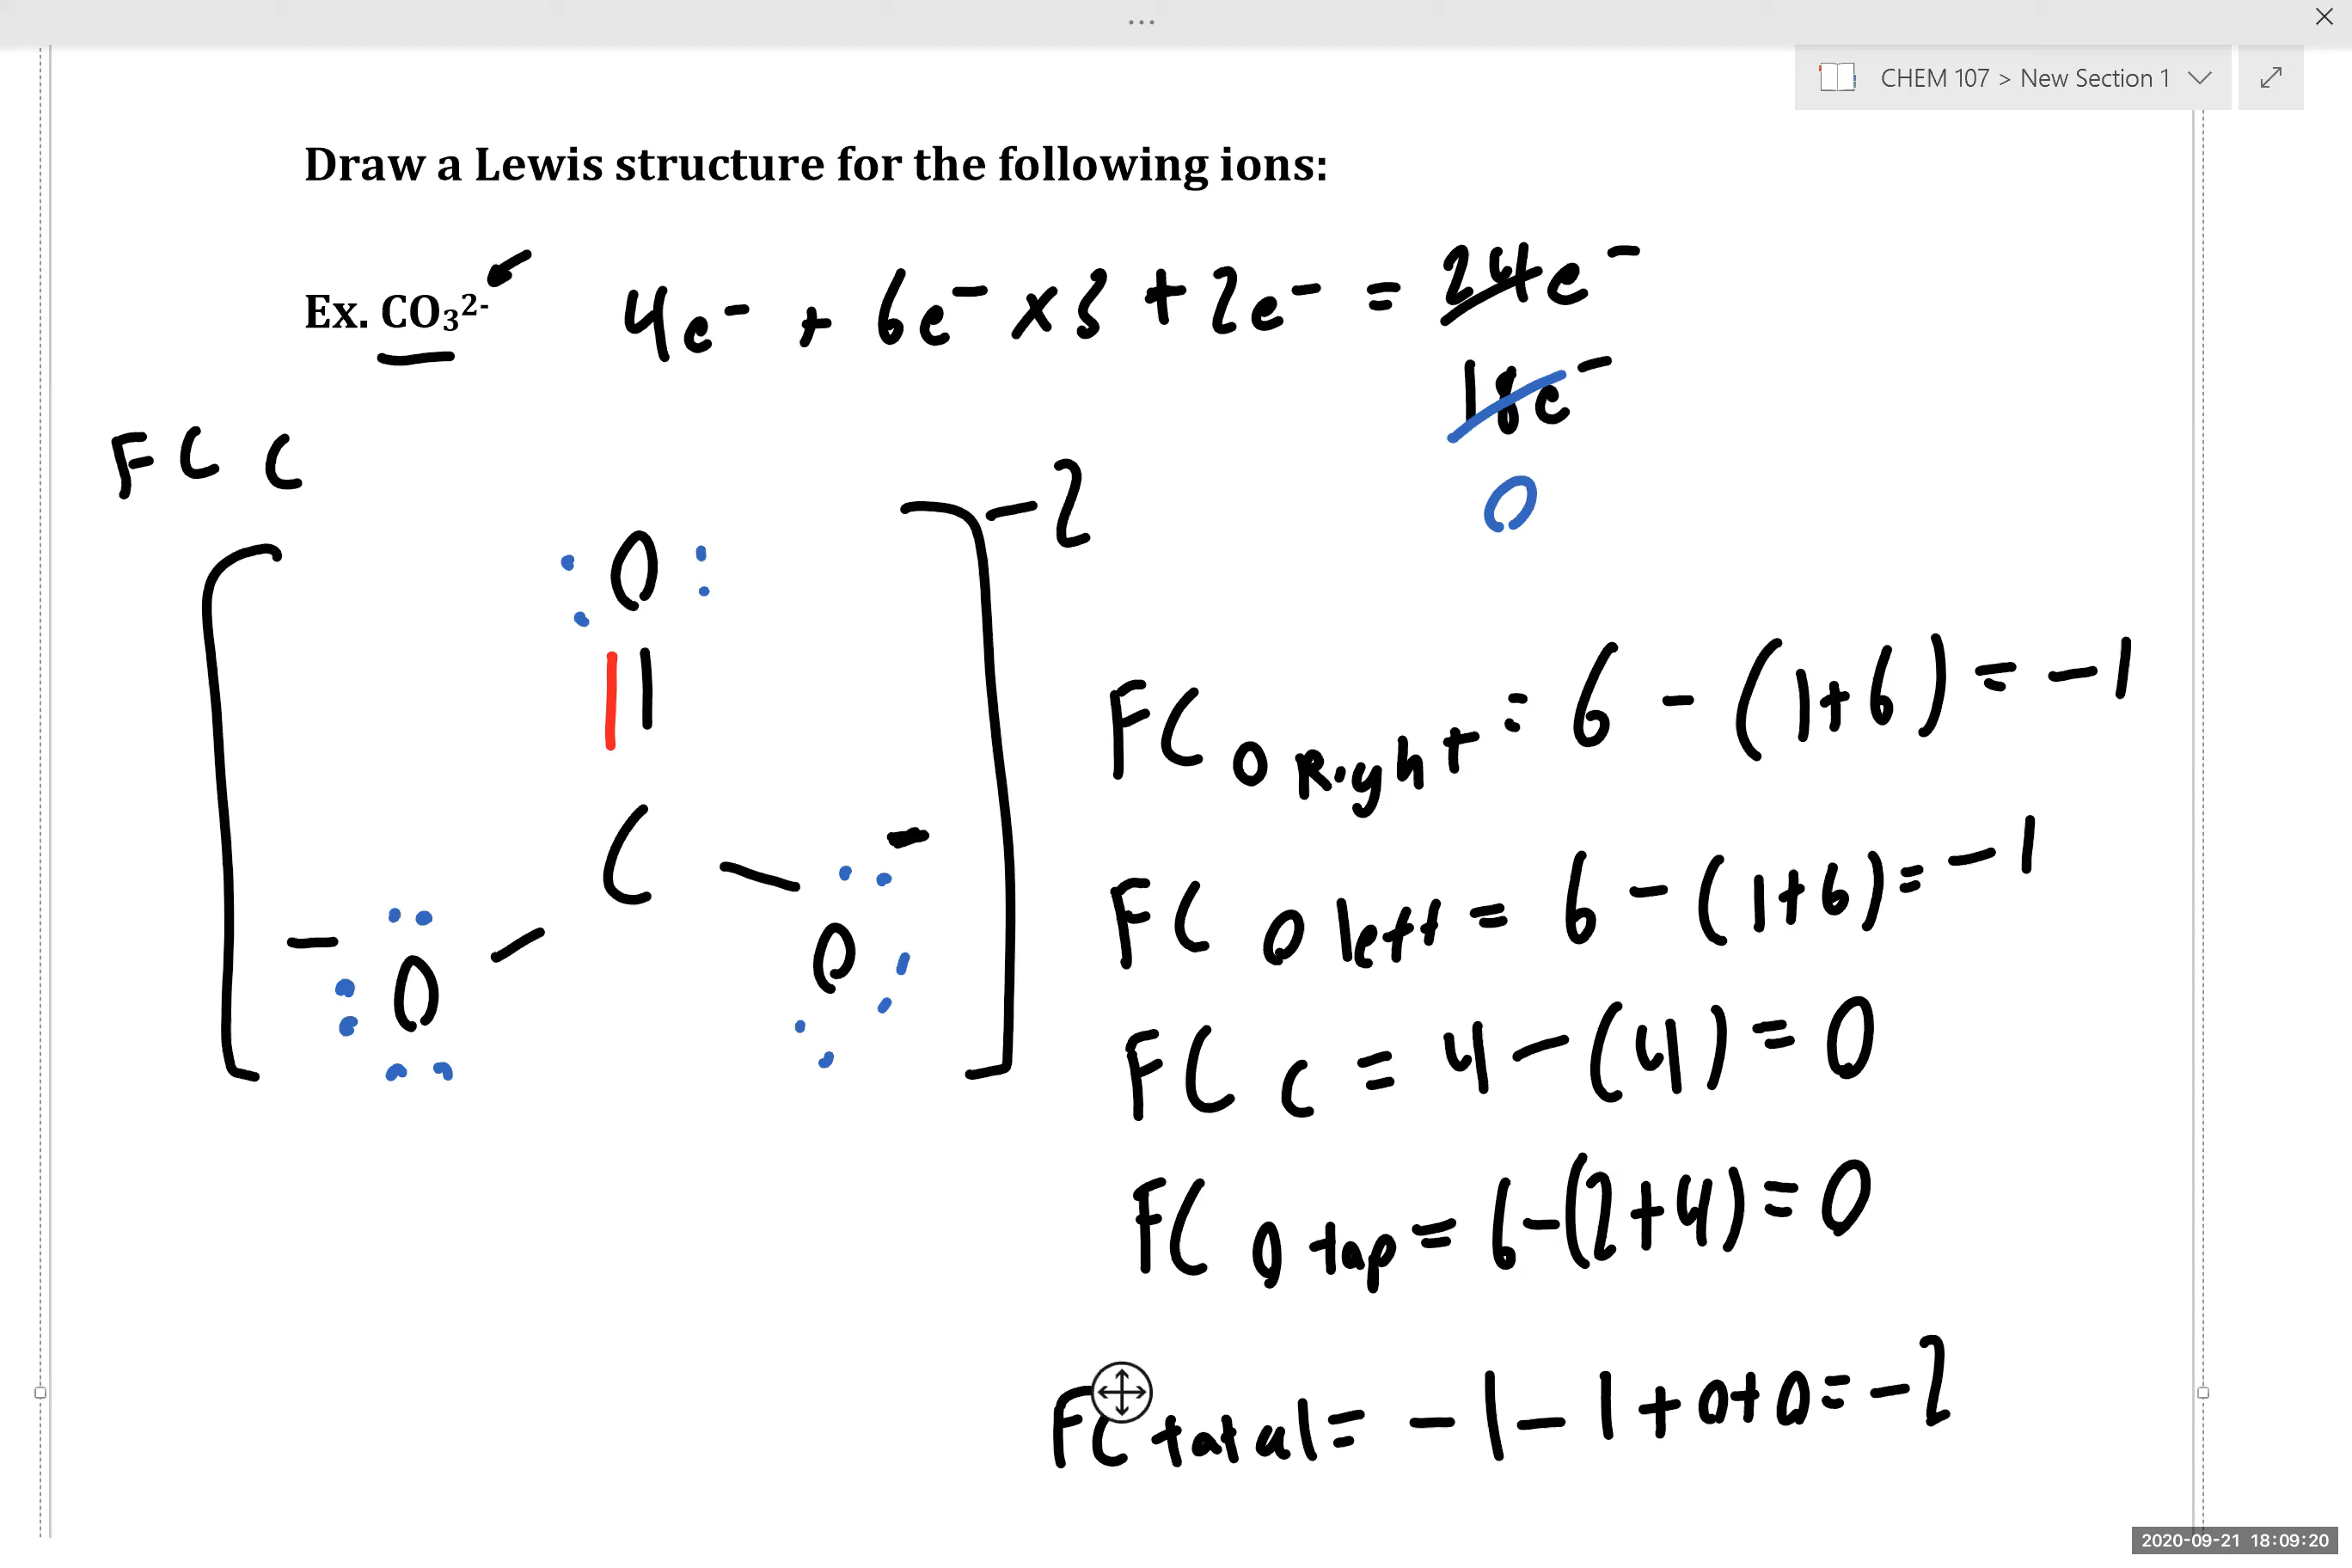 ...
CHEM 107 > New Section 1
Draw a Lewis structure for the following ions:
Ex. CO₃²⁻ 4e⁻ + 6e⁻ x 3 + 2e⁻ = 24e⁻
18e⁻
0
FC C
-2
O
C
O
O
FC O Right = 6 - (1+6) = -1
FC O left = 6 - (1+6) = -1
FC C = 4 - (4) = 0
FC O top = 6-(2+4) = 0
FC total = -1-1+0+0 = -2
2020-09-21 18:09:20